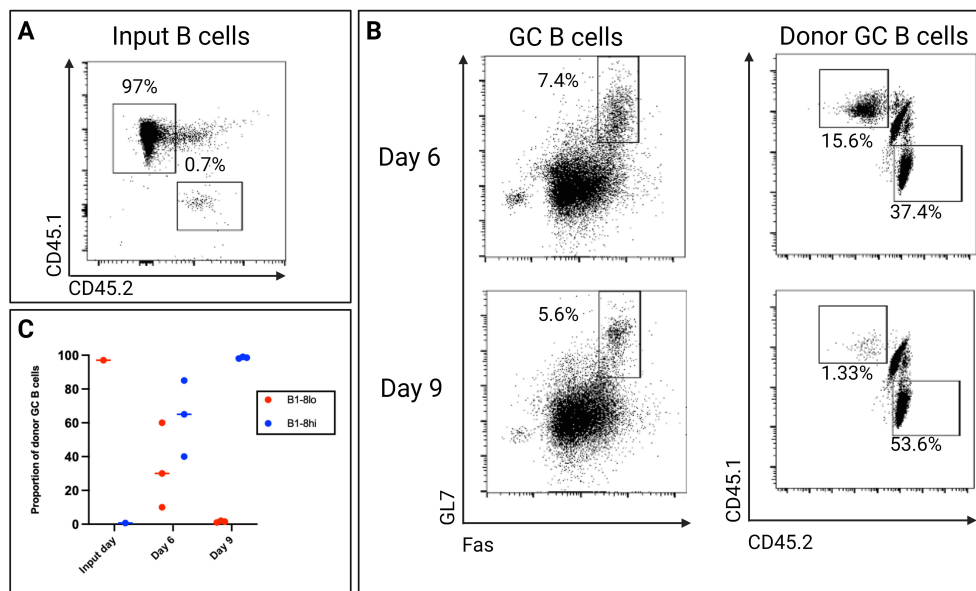 A
Input B cells
97%
0.7%
CD45.1
CD45.2
B
GC B cells
Donor GC B cells
Day 6
7.4%
15.6%
37.4%
Day 9
5.6%
1.33%
53.6%
GL7
Fas
CD45.1
CD45.2
C
Proportion of donor GC B cells
100
80
60
40
20
0
Input day
Day 6
Day 9
B1-8lo
B1-8hi